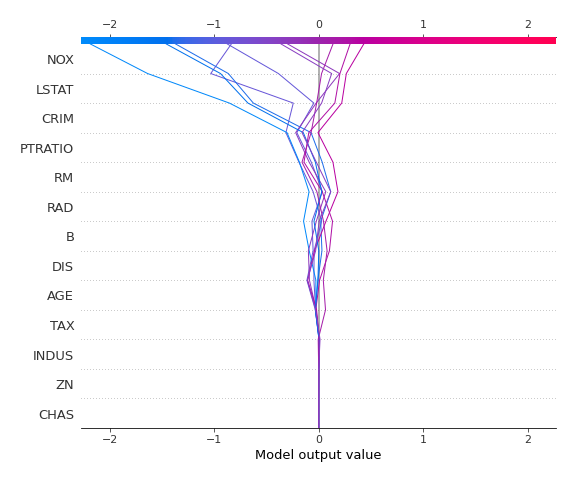 −2 −1 0 1 2
NOX
LSTAT
CRIM
PTRATIO
RM
RAD
B
DIS
AGE
TAX
INDUS
ZN
CHAS
−2 −1 0 1 2
Model output value